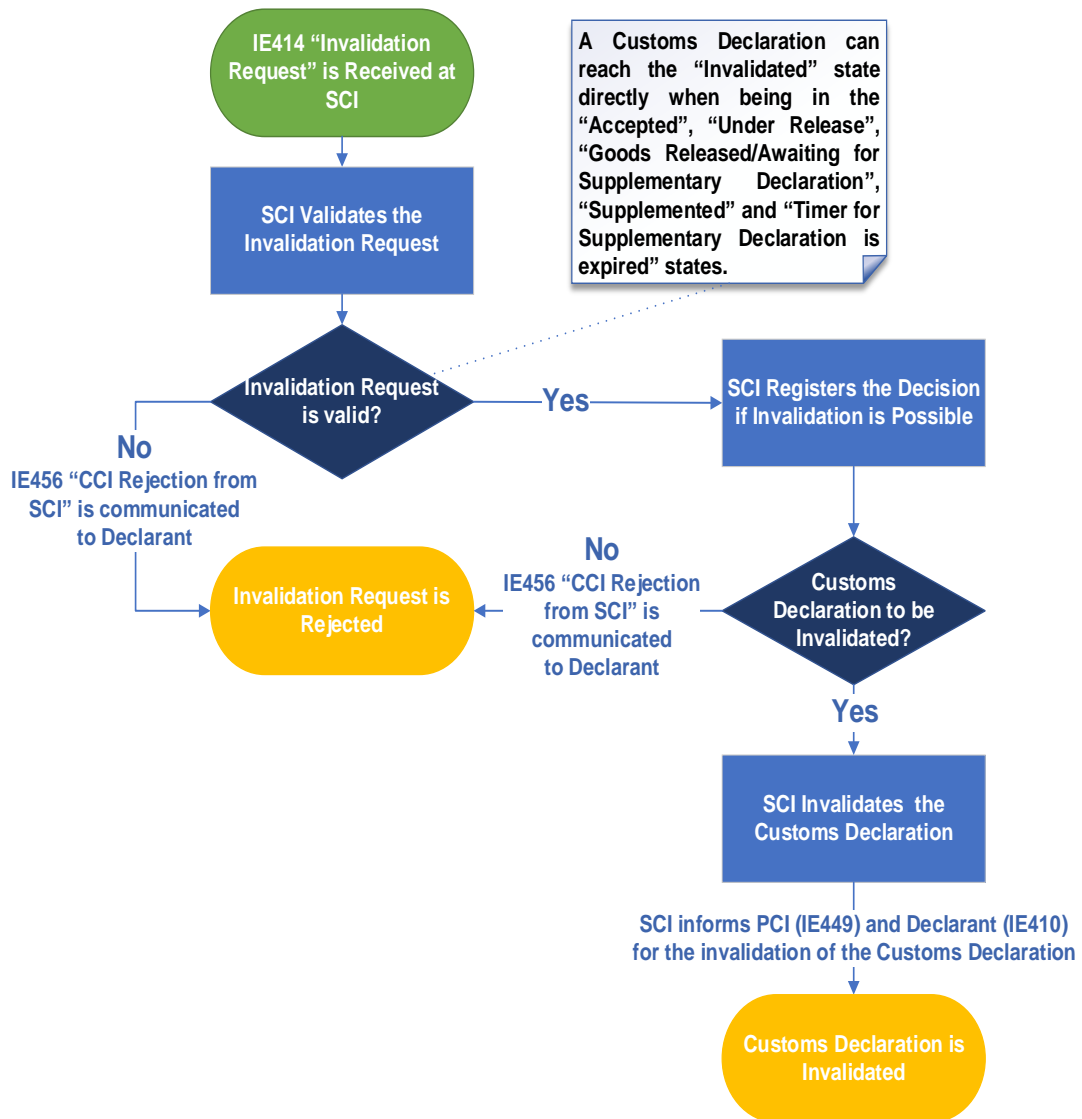 IE414 “Invalidation
Request” is Received at
SCI
A Customs Declaration can
reach the “Invalidated” state
directly when being in the
“Accepted”, “Under Release”,
“Goods Released/Awaiting for
Supplementary Declaration”,
“Supplemented” and “Timer for
Supplementary Declaration is
expired” states.
SCI Validates the
Invalidation Request
Invalidation Request
is valid?
Yes
SCI Registers the Decision
if Invalidation is Possible
No
IE456 “CCI Rejection from
SCI” is communicated
to Declarant
Invalidation Request is
Rejected
No
IE456 “CCI Rejection
from SCI” is
communicated
to Declarant
Customs
Declaration to be
Invalidated?
Yes
SCI Invalidates the
Customs Declaration
SCI informs PCI (IE449) and Declarant (IE410)
for the invalidation of the Customs Declaration
Customs Declaration is
Invalidated